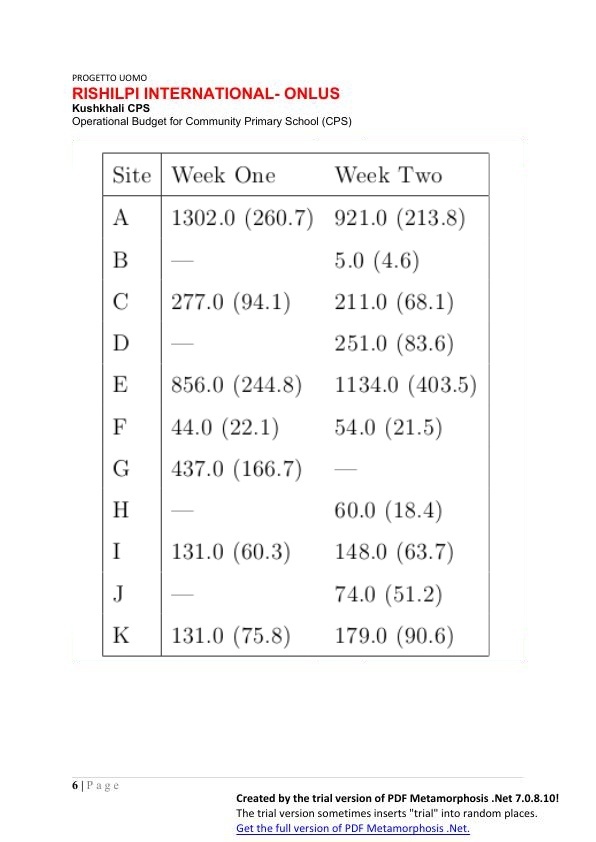 PROGETTO UOMO
RISHILPI INTERNATIONAL- ONLUS
Kushkhali CPS
Operational Budget for Community Primary School (CPS)
Site Week One Week Two
A 1302.0 (260.7) 921.0 (213.8)
B — 5.0 (4.6)
C 277.0 (94.1) 211.0 (68.1)
D — 251.0 (83.6)
E 856.0 (244.8) 1134.0 (403.5)
F 44.0 (22.1) 54.0 (21.5)
G 437.0 (166.7) —
H — 60.0 (18.4)
I 131.0 (60.3) 148.0 (63.7)
J — 74.0 (51.2)
K 131.0 (75.8) 179.0 (90.6)
6 | Page
Created by the trial version of PDF Metamorphosis .Net 7.0.8.10!
The trial version sometimes inserts "trial" into random places.
Get the full version of PDF Metamorphosis .Net.